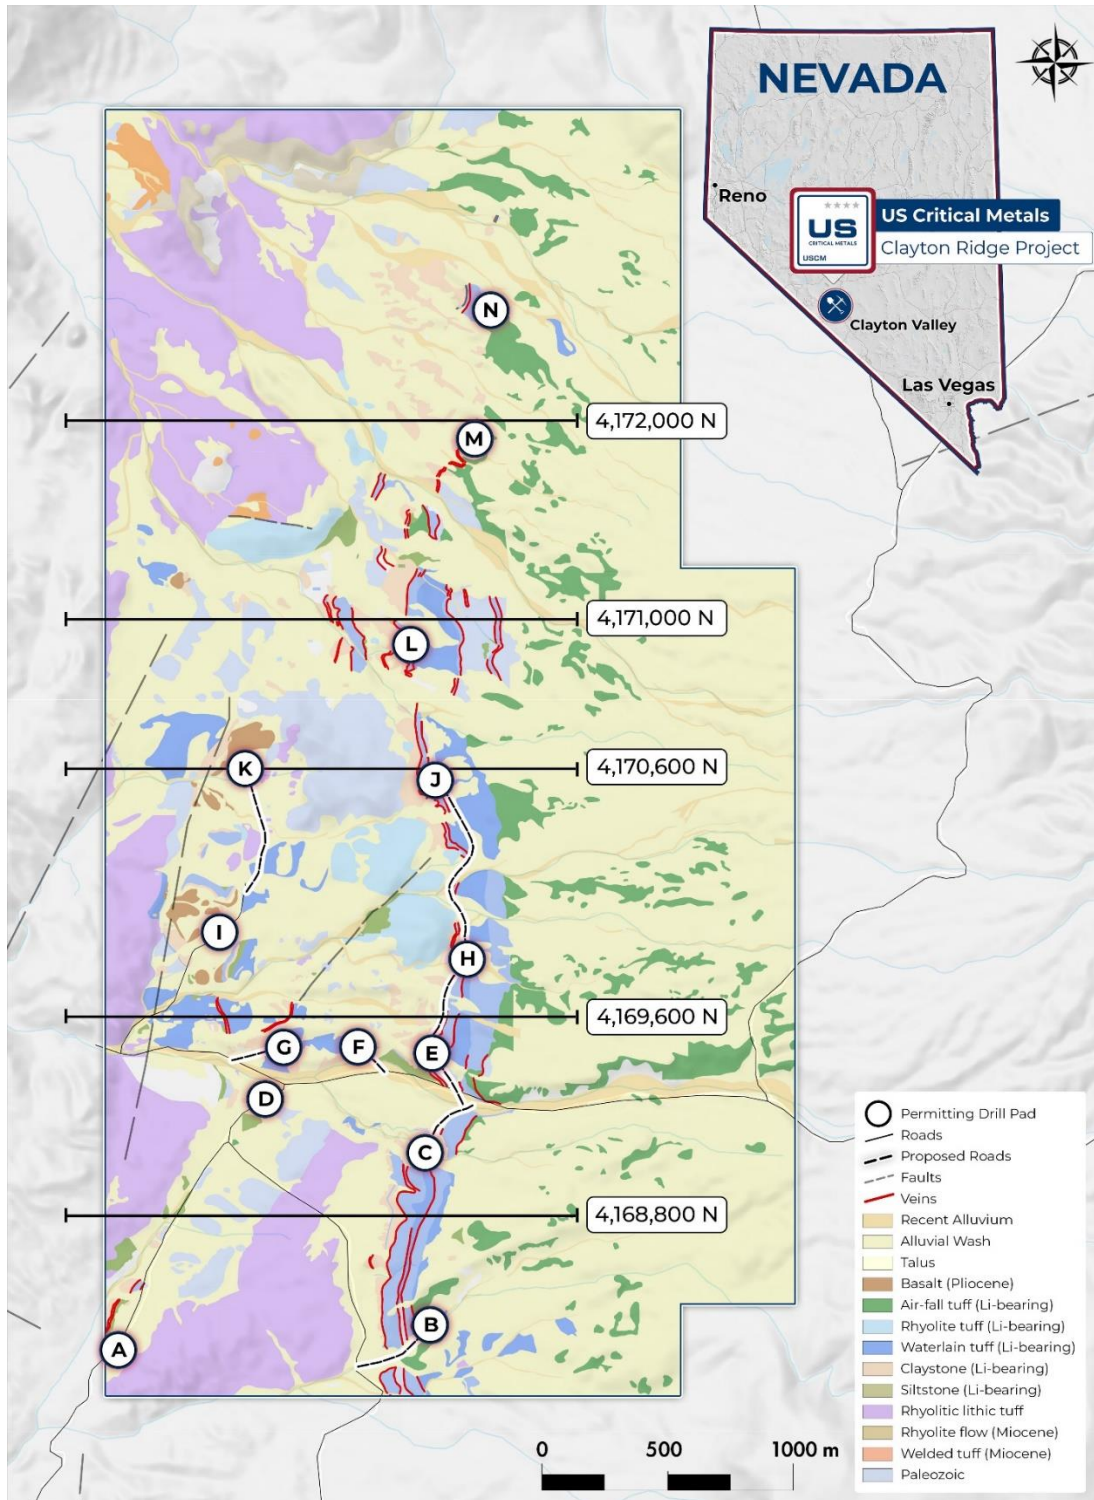 NEVADA
Reno
US
CRITICAL METALS
USCM
US Critical Metals
Clayton Ridge Project
Clayton Valley
Las Vegas
N
4,172,000 N
M
4,171,000 N
L
K
J
4,170,600 N
I
H
4,169,600 N
G
F
E
D
C
4,168,800 N
B
A
Permitting Drill Pad
Roads
Proposed Roads
Faults
Veins
Recent Alluvium
Alluvial Wash
Talus
Basalt (Pliocene)
Air-fall tuff (Li-bearing)
Rhyolite tuff (Li-bearing)
Waterlain tuff (Li-bearing)
Claystone (Li-bearing)
Siltstone (Li-bearing)
Rhyolitic lithic tuff
Rhyolite flow (Miocene)
Welded tuff (Miocene)
Paleozoic
0 500 1000 m